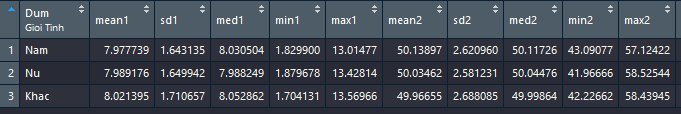 Dum mean1 sd1 med1 min1 max1 mean2 sd2 med2 min2 max2
Gioi Tinh
1 Nam 7.977739 1.643135 8.030504 1.829900 13.01477 50.13897 2.620960 50.11726 43.09077 57.12422
2 Nu 7.989176 1.649942 7.988249 1.879678 13.42814 50.03462 2.581231 50.04476 41.96666 58.52544
3 Khac 8.021395 1.710657 8.052862 1.704131 13.56966 49.96655 2.688085 49.99864 42.22662 58.43945